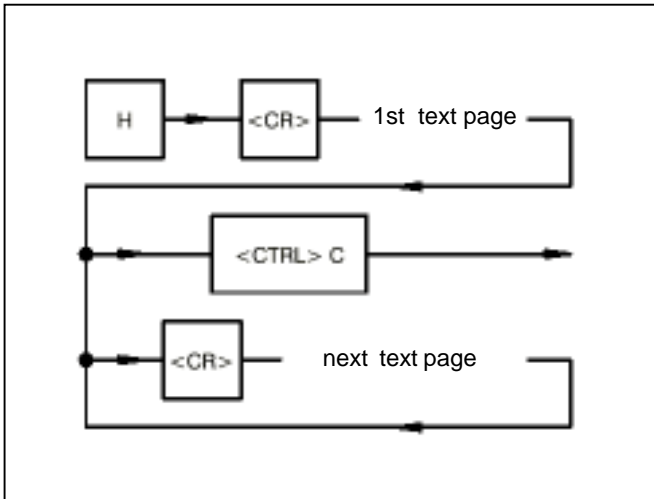 H <CR> 1st text page
<CTRL> C
<CR> next text page